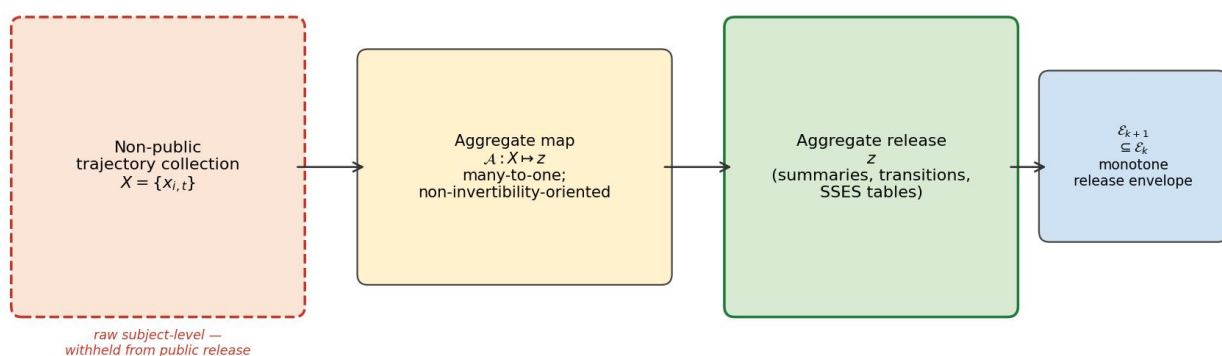 Non-public
trajectory collection
X = {x_{i,t}}
raw subject-level —
withheld from public release
Aggregate map
𝒜 : X ↦ z
many-to-one;
non-invertibility-oriented
Aggregate release
z
(summaries, transitions,
SSES tables)
ℰ_{k+1}
⊆ ℰ_k
monotone
release envelope